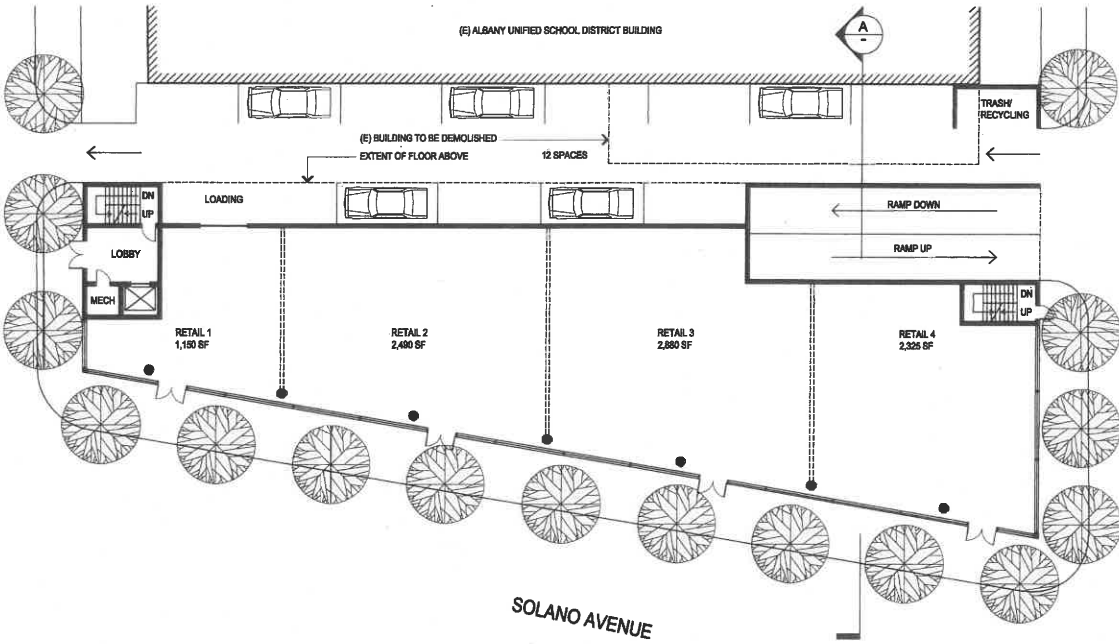 (E) ALBANY UNIFIED SCHOOL DISTRICT BUILDING
A
-
TRASH/
RECYCLING
(E) BUILDING TO BE DEMOLISHED
EXTENT OF FLOOR ABOVE
12 SPACES
DN
UP
LOADING
RAMP DOWN
RAMP UP
LOBBY
MECH
DN
UP
RETAIL 1
1,150 SF
RETAIL 2
2,490 SF
RETAIL 3
2,880 SF
RETAIL 4
2,325 SF
SOLANO AVENUE